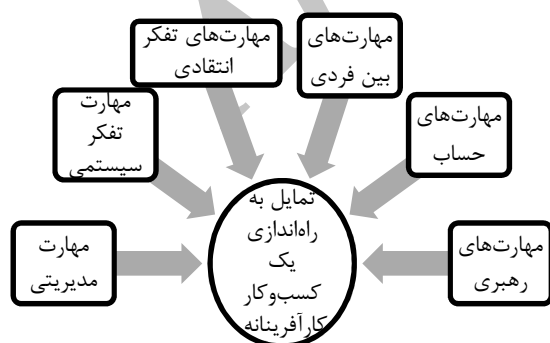 مهارت‌های
بین فردی
مهارت‌های تفکر
انتقادی
مهارت‌های
حساب
مهارت
تفکر
سیستمی
مهارت‌های
رهبری
مهارت
مدیریتی
تمایل به
راه‌اندازی
یک
کسب‌وکار
کارآفرینانه